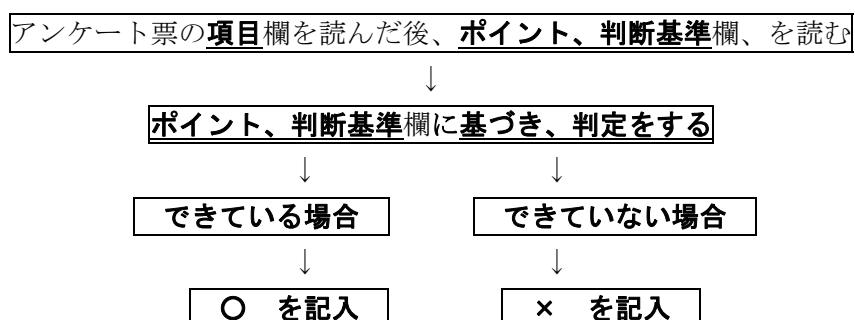 アンケート票の項目欄を読んだ後、ポイント、判断基準欄、を読む
↓
ポイント、判断基準欄に基づき、判定をする
↓ ↓
できている場合 できていない場合
↓ ↓
○ を記入 × を記入